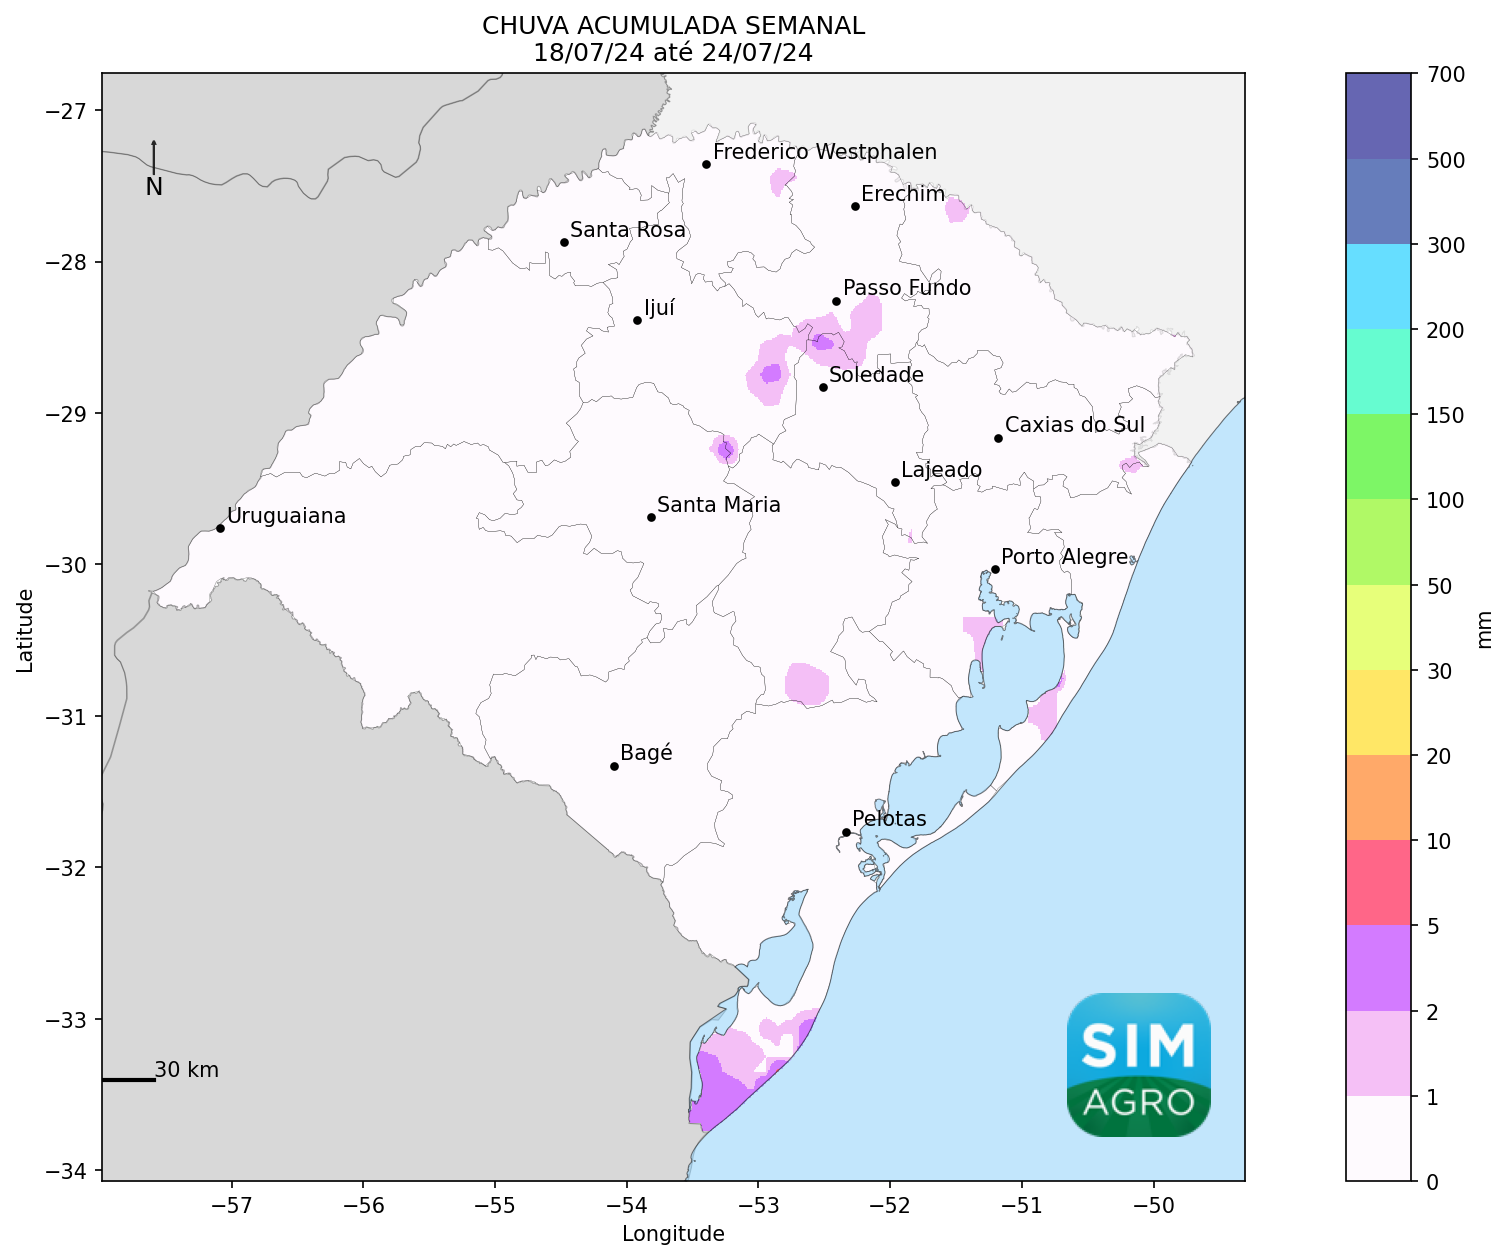 CHUVA ACUMULADA SEMANAL
18/07/24 até 24/07/24
700
−27
Frederico Westphalen
500
N
Erechim
Santa Rosa
300
−28
Passo Fundo
Ijuí
200
Soledade
−29
150
Caxias do Sul
Lajeado
100
Santa Maria
Uruguaiana
Porto Alegre
−30
50
Latitude
mm
30
−31
Bagé
20
Pelotas
10
−32
5
−33
2
SIM
AGRO
30 km
1
−34
0
−57
−56
−55
−54
−53
−52
−51
−50
Longitude